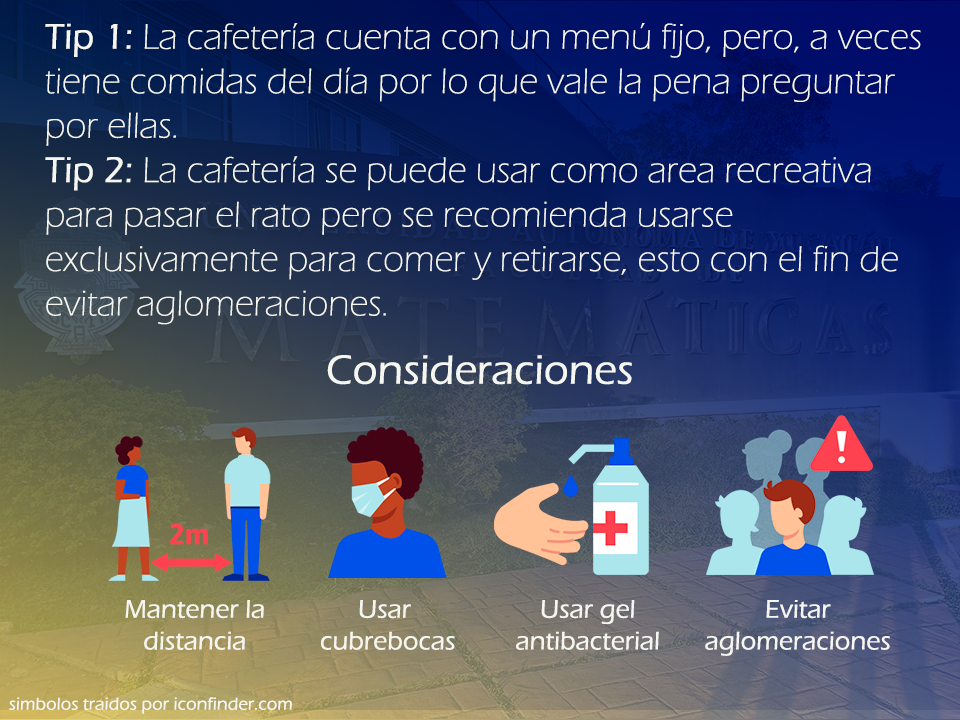 Tip 1: La cafetería cuenta con un menú fijo, pero, a veces
tiene comidas del día por lo que vale la pena preguntar
por ellas.
Tip 2: La cafetería se puede usar como area recreativa
para pasar el rato pero se recomienda usarse
exclusivamente para comer y retirarse, esto con el fin de
evitar aglomeraciones.
MATEMÁTICAS
Consideraciones
2m
Mantener la
distancia
Usar
cubrebocas
Usar gel
antibacterial
Evitar
aglomeraciones
simbolos traidos por iconfinder.com